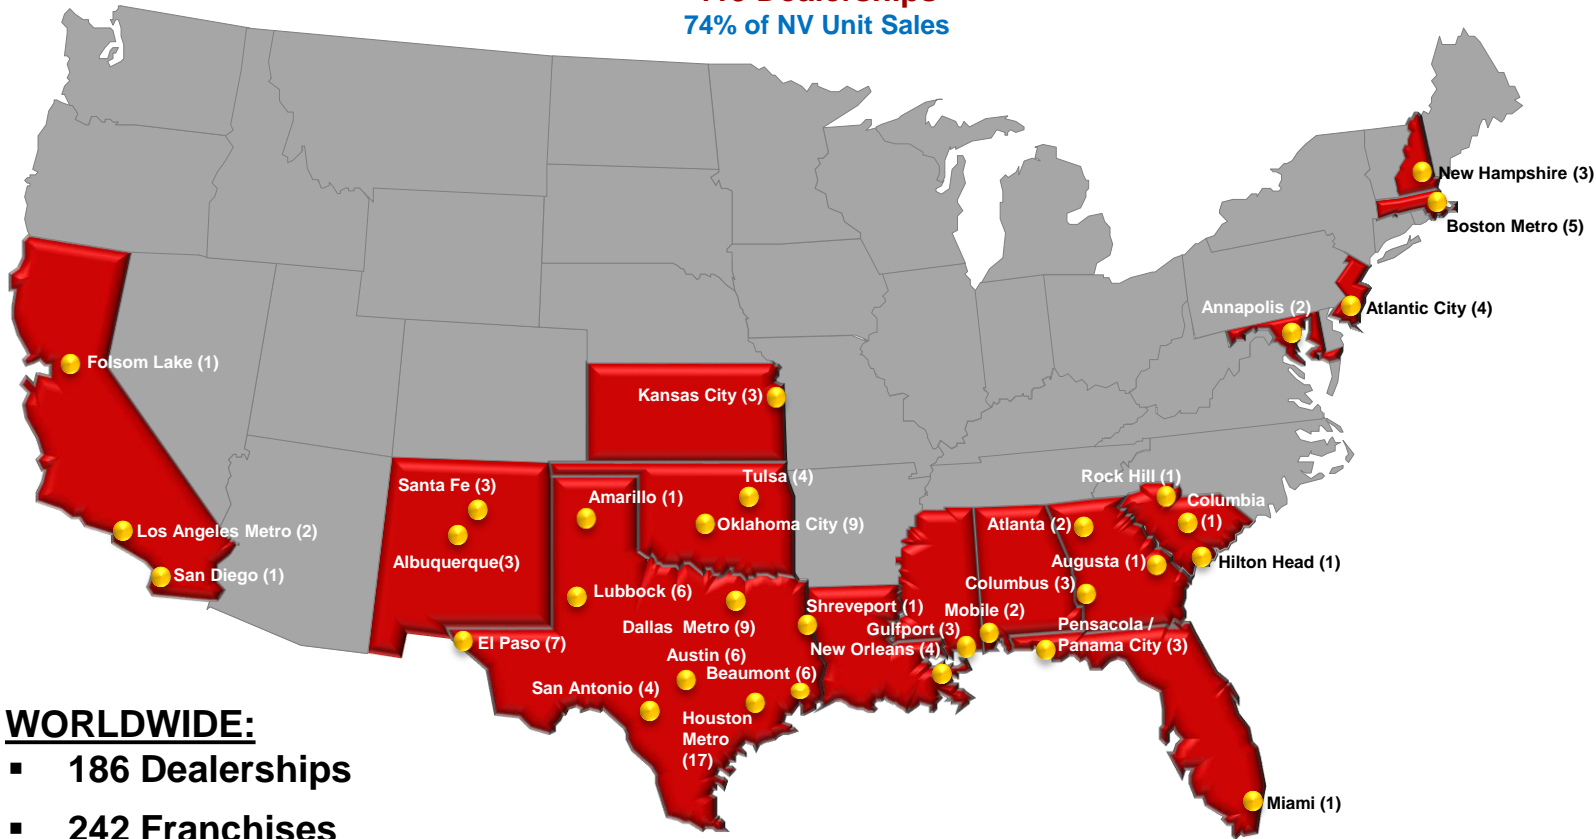 74% of NV Unit Sales
New Hampshire (3)
Boston Metro (5)
Annapolis (2)
Atlantic City (4)
Folsom Lake (1)
Kansas City (3)
Tulsa (4)
Rock Hill (1)
Santa Fe (3)
Amarillo (1)
Columbia
(1)
Los Angeles Metro (2)
Oklahoma City (9)
Atlanta (2)
Albuquerque(3)
Augusta (1)
Hilton Head (1)
San Diego (1)
Columbus (3)
Lubbock (6)
Shreveport (1)
Mobile (2)
Dallas Metro (9)
Gulfport (3)
Pensacola /
Panama City (3)
El Paso (7)
New Orleans (4)
Austin (6)
Beaumont (6)
San Antonio (4)
Houston
Metro
(17)
Miami (1)
WORLDWIDE:
▪ 186 Dealerships
▪ 242 Franchises